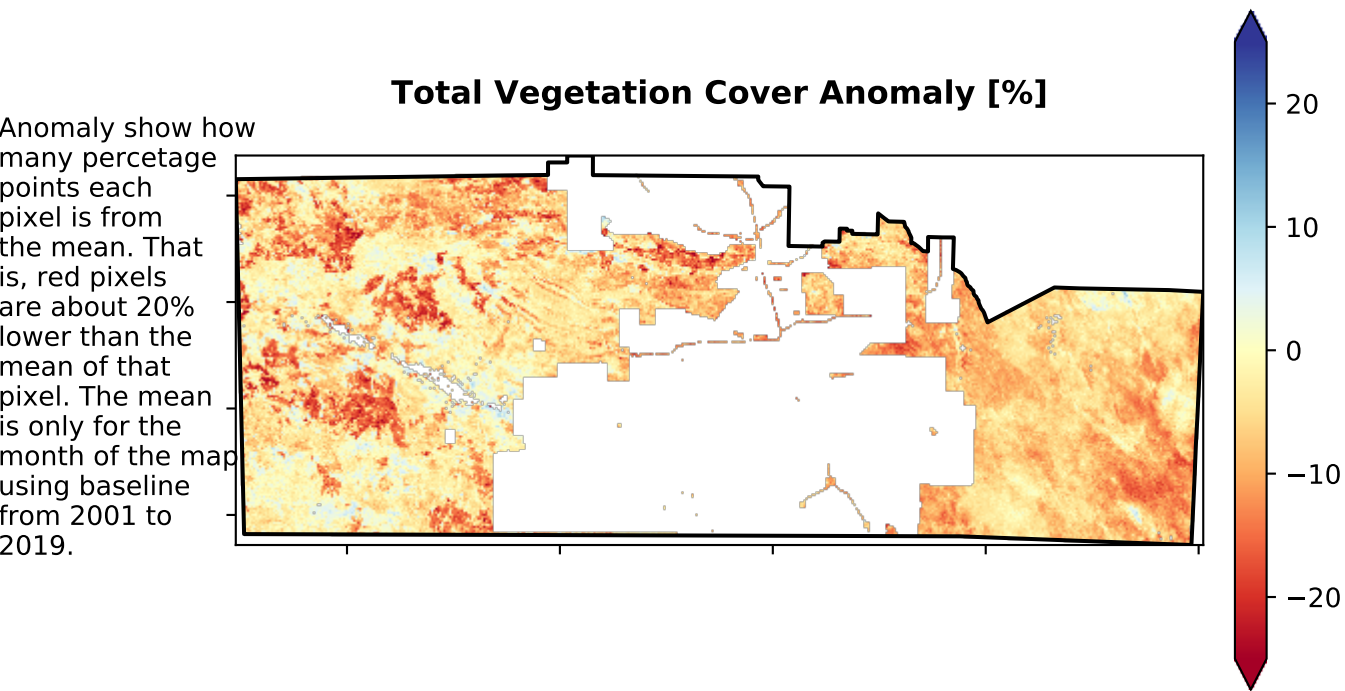 Total Vegetation Cover Anomaly [%]
Anomaly show how
many percetage
points each
pixel is from
the mean. That
is, red pixels
are about 20%
lower than the
mean of that
pixel. The mean
is only for the
month of the map
using baseline
from 2001 to
2019.
20
10
0
−10
−20